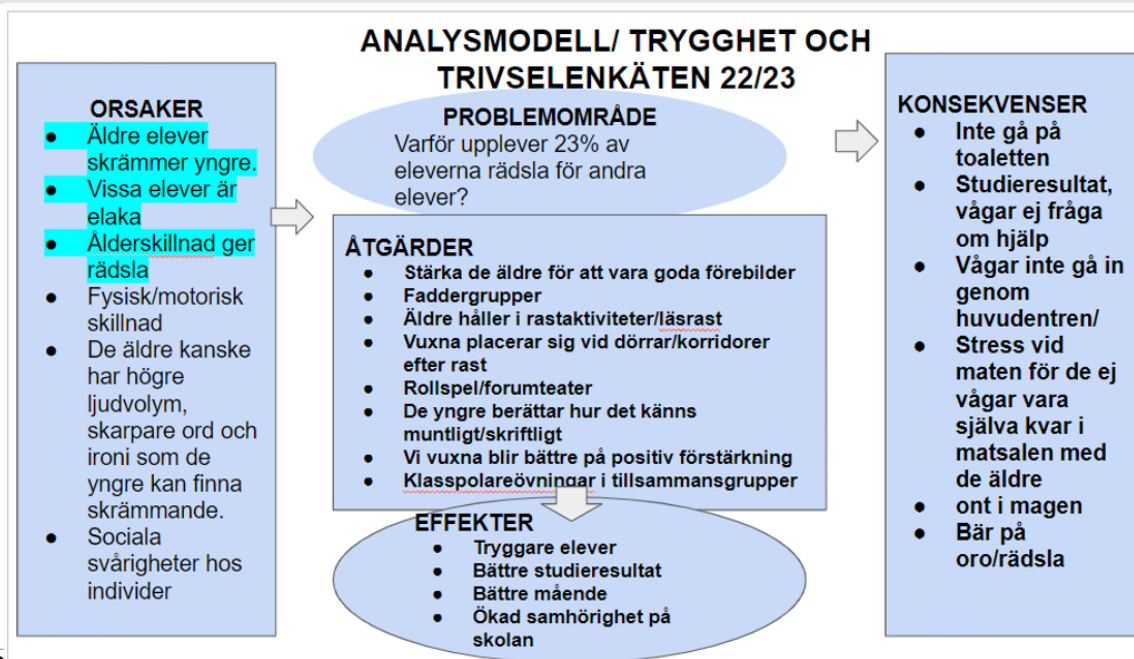 ANALYSMODELL/ TRYGGHET OCH
TRIVSELENKÄTEN 22/23
ORSAKER
● Äldre elever
skrämmer yngre.
● Vissa elever är
elaka
● Ålderskillnad ger
rädsla
● Fysisk/motorisk
skillnad
● De äldre kanske
har högre
ljudvolym,
skarpare ord och
ironi som de
yngre kan finna
skrämmande.
● Sociala
svårigheter hos
individer
PROBLEMOMRÅDE
Varför upplever 23% av
eleverna rädsla för andra
elever?
ÅTGÄRDER
● Stärka de äldre för att vara goda förebilder
● Faddergrupper
● Äldre håller i rastaktiviteter/läsrast
● Vuxna placerar sig vid dörrar/korridorer
efter rast
● Rollspel/forumteater
● De yngre berättar hur det känns
muntligt/skriftligt
● Vi vuxna blir bättre på positiv förstärkning
● Klasspolareövningar i tillsammansgrupper
EFFEKTER
● Tryggare elever
● Bättre studieresultat
● Bättre mående
● Ökad samhörighet på
skolan
KONSEKVENSER
● Inte gå på
toaletten
● Studieresultat,
vågar ej fråga
om hjälp
● Vågar inte gå in
genom
huvudentren/
● Stress vid
maten för de ej
vågar vara
själva kvar i
matsalen med
de äldre
● ont i magen
● Bär på
oro/rädsla